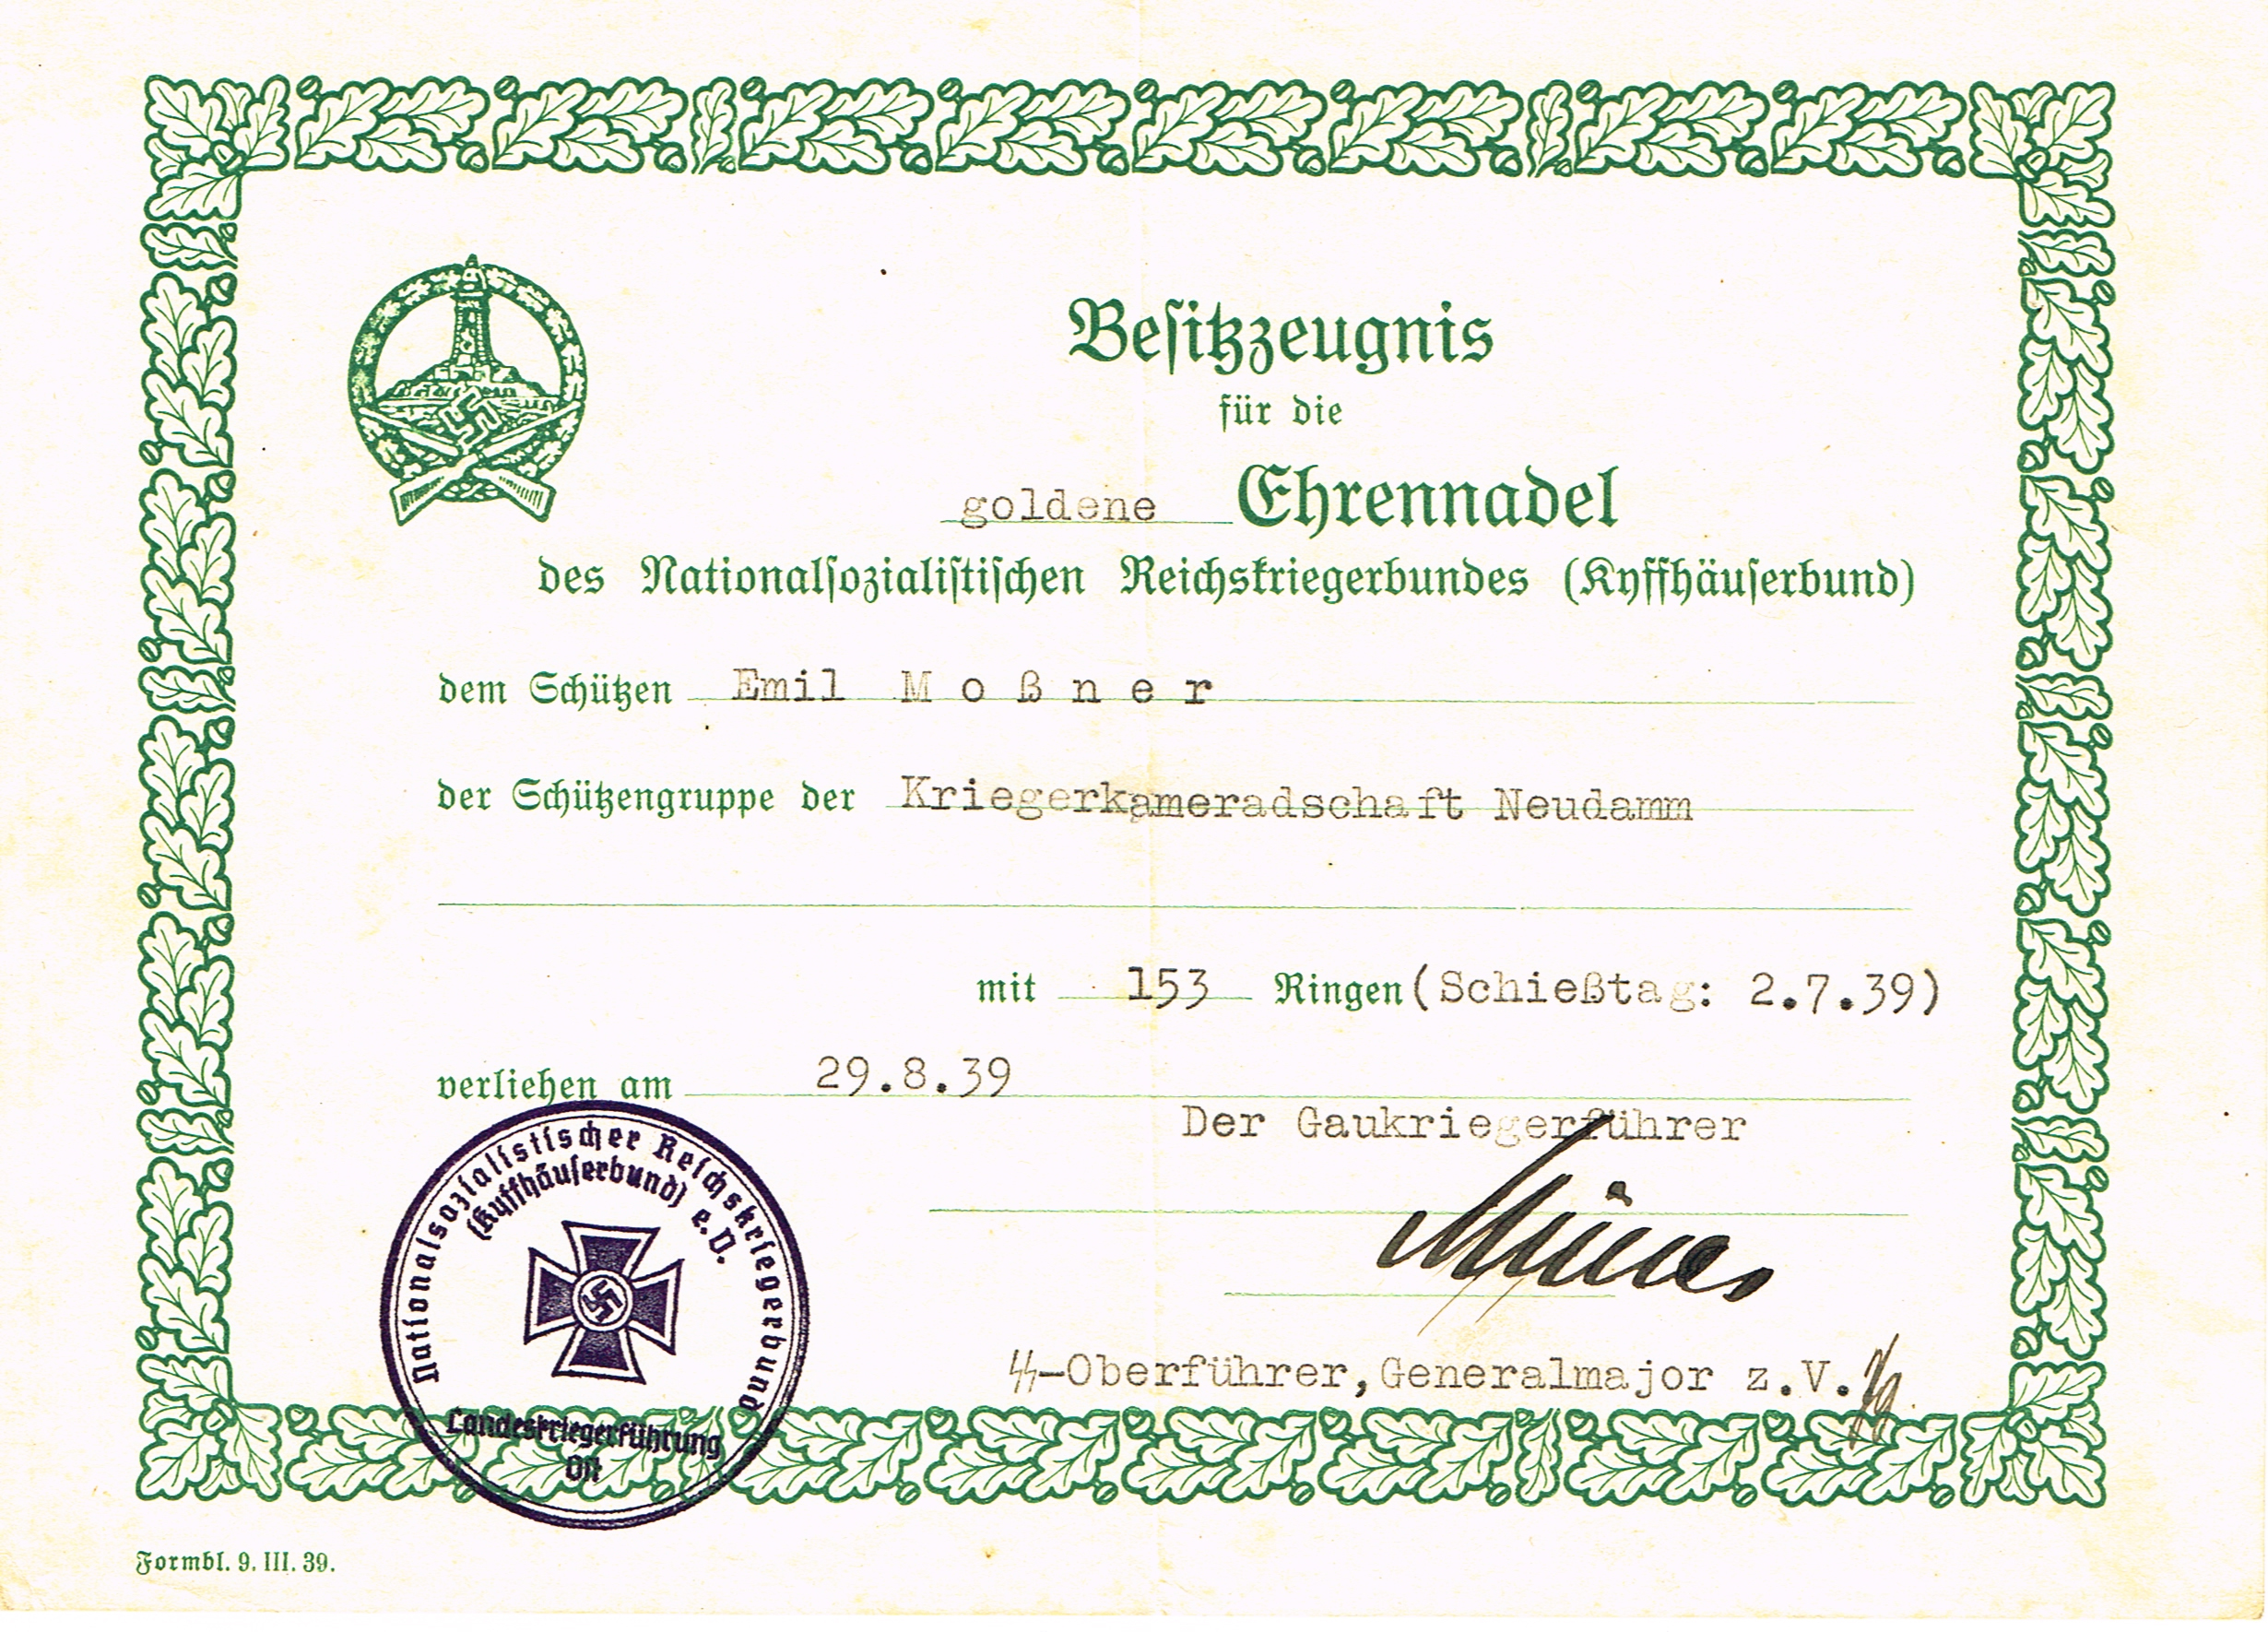 Besitzzeugnis
für die
goldene Ehrennadel
des Nationalsozialistischen Reichskriegerbundes (Kyffhäuserbund)
dem Schützen Emil Moßner
der Schützengruppe der Kriegerkameradschaft Neudamm
mit 153 Ringen (Schießtag: 2.7.39)
verliehen am 29.8.39
Der Gaukriegerführer
SS-Oberführer, Generalmajor z.V.
Nationalsozialistischer Reichskriegerbund
(Kyffhäuserbund) e.V.
Landeskriegerführung
Ost
Formbl. 9. III. 39.